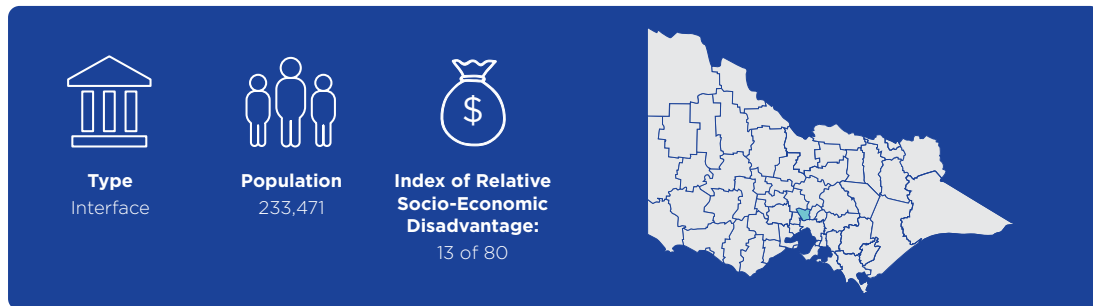 $
Type
Interface
Population
233,471
Index of Relative
Socio-Economic
Disadvantage:
13 of 80